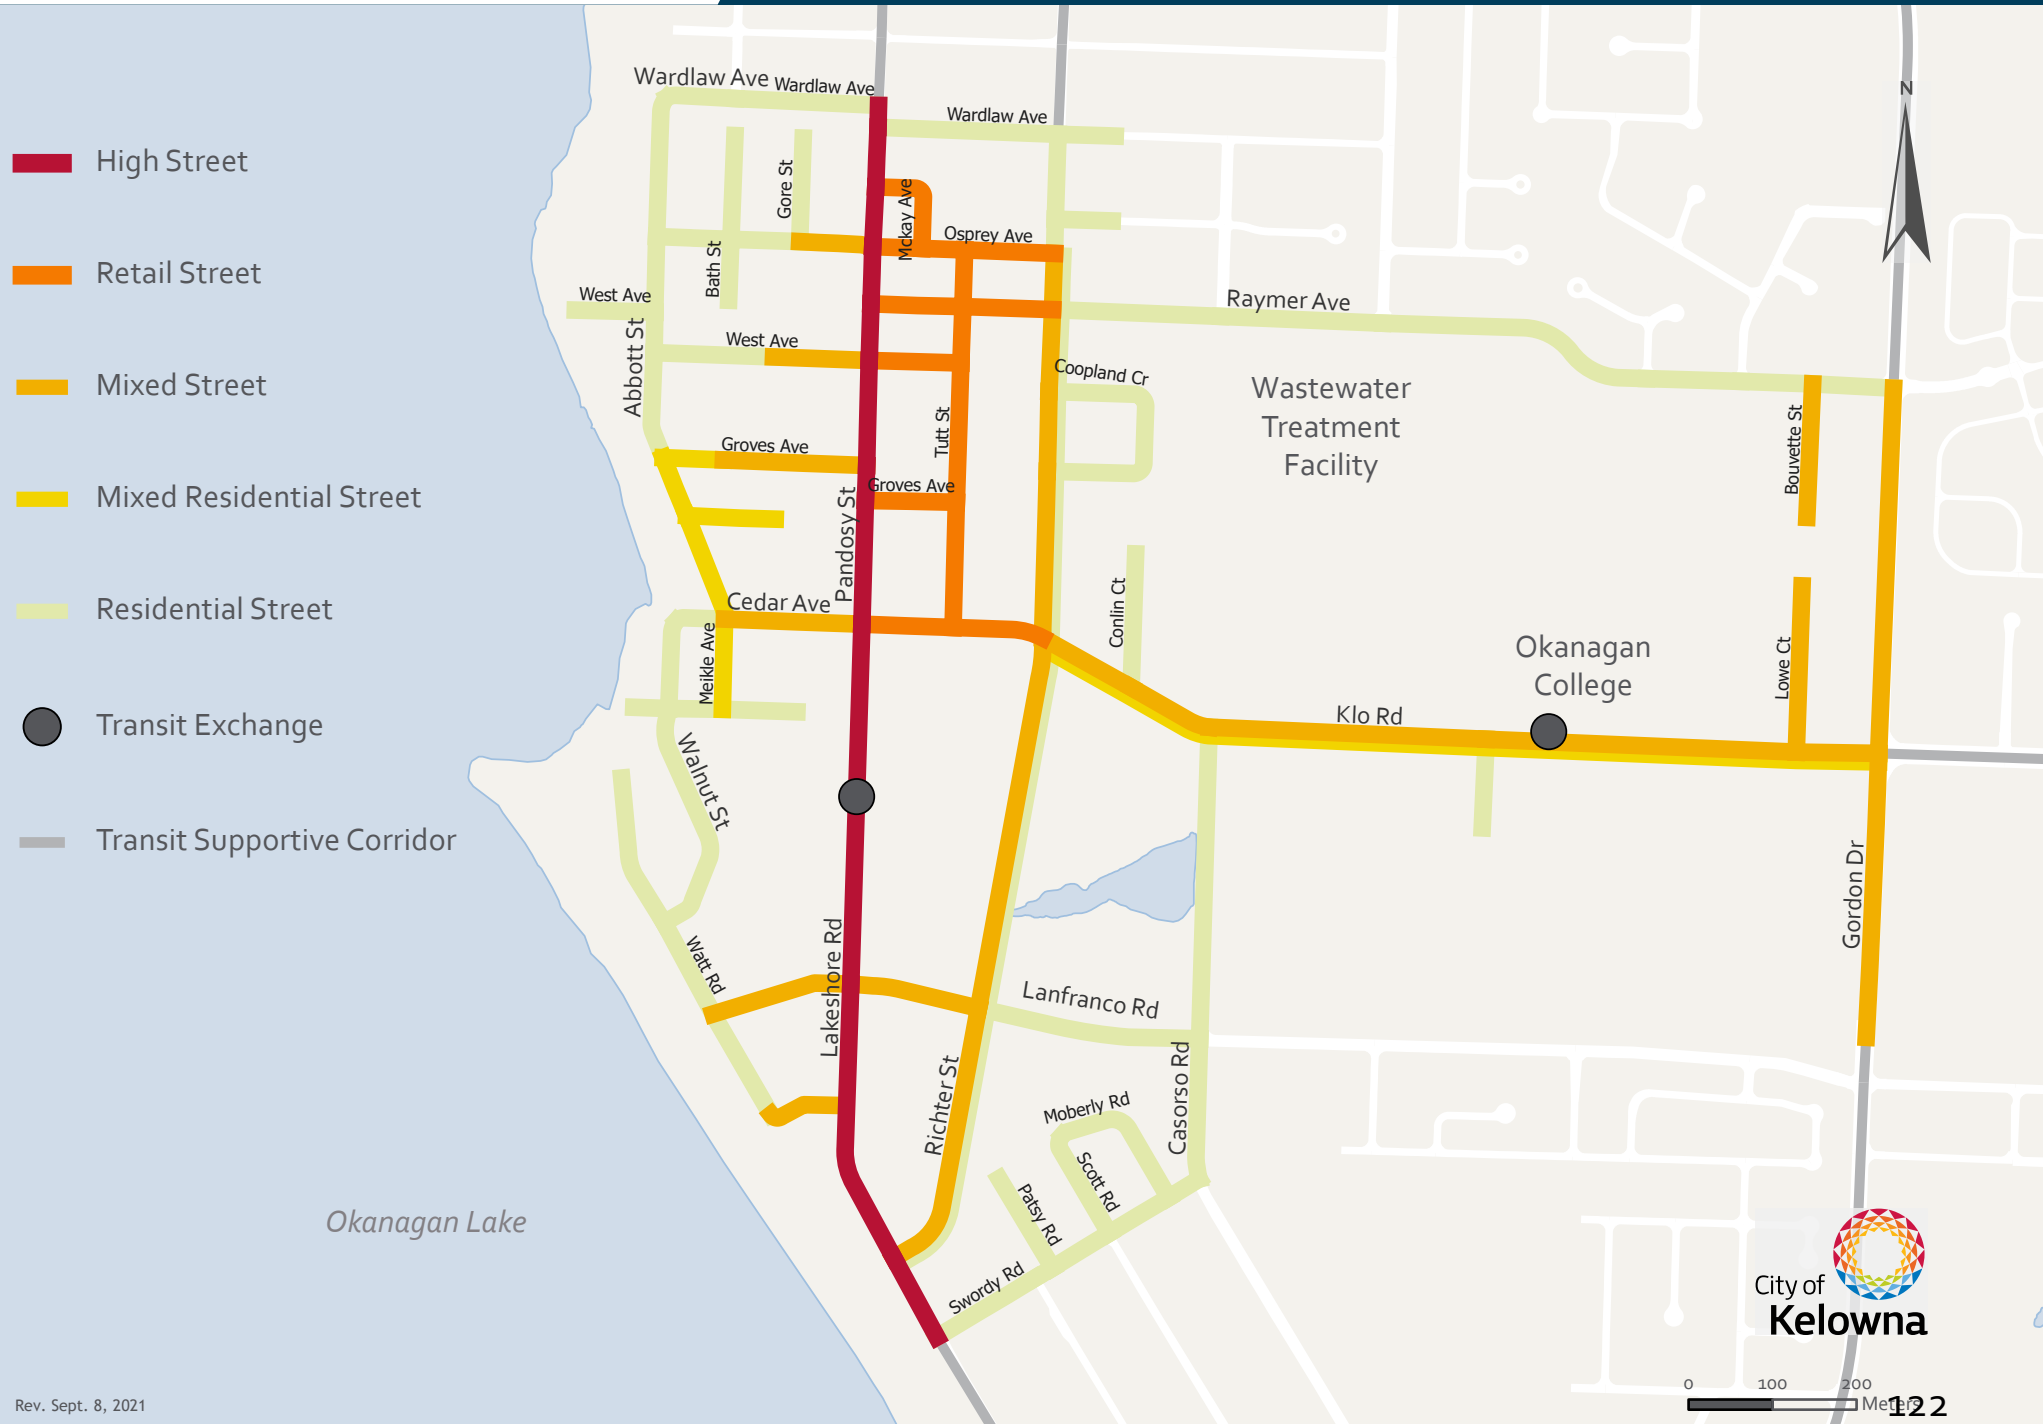 High Street
Retail Street
Mixed Street
Mixed Residential Street
Residential Street
Transit Exchange
Transit Supportive Corridor
Wardlaw Ave
Wardlaw Ave
Wardlaw Ave
N
Gore St
Mckay Ave
Osprey Ave
Bath St
West Ave
Raymer Ave
Abbott St
West Ave
Coopland Cr
Wastewater
Treatment
Facility
Tutt St
Bouvette St
Groves Ave
Groves Ave
Pandosy St
Cedar Ave
Conlin Ct
Meikle Ave
Okanagan
College
Lowe Ct
Klo Rd
Walnut St
Gordon Dr
Watt Rd
Lakeshore Rd
Lanfranco Rd
Richter St
Moberly Rd
Casorso Rd
Scott Rd
Patsy Rd
Swordy Rd
Okanagan Lake
City of
Kelowna
0 100 200
Meters
122
Rev. Sept. 8, 2021